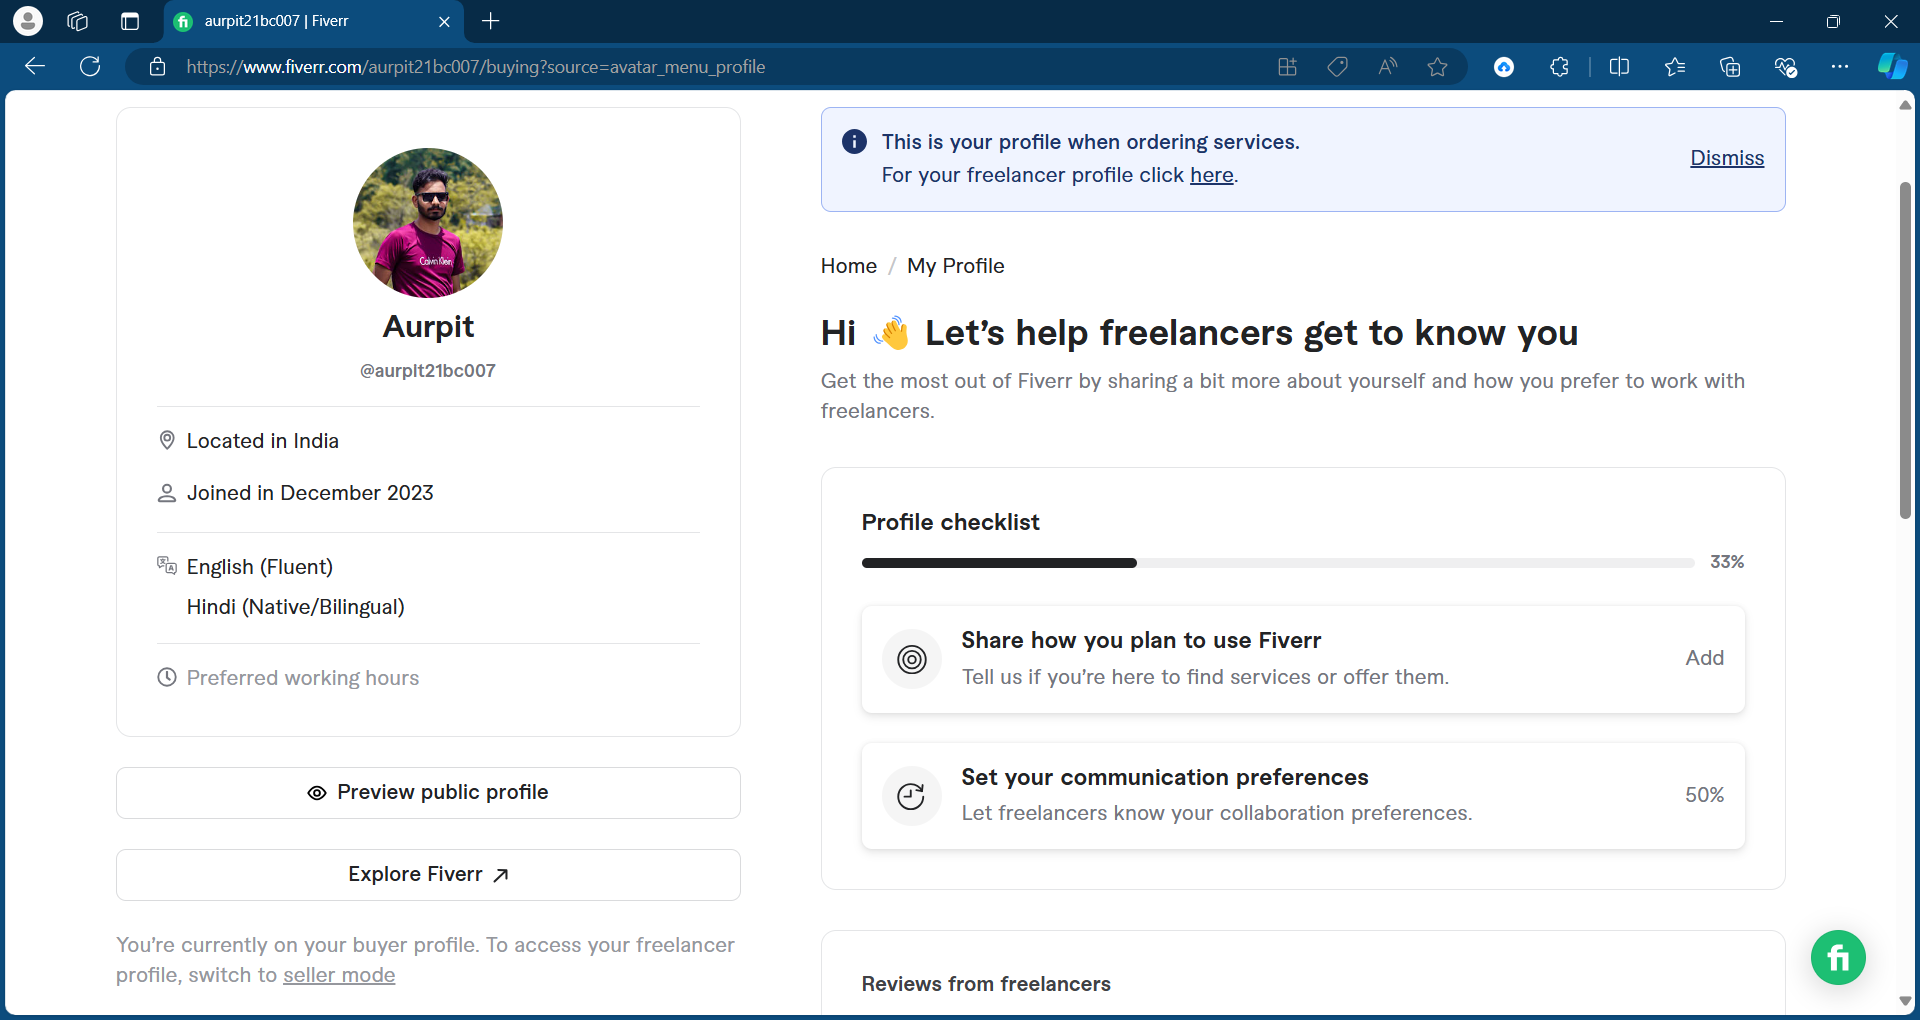 aurpit21bc007 | Fiverr
https://www.fiverr.com/aurpit21bc007/buying?source=avatar_menu_profile
Calvin Klein
Aurpit
@aurpit21bc007
Located in India
Joined in December 2023
English (Fluent)
Hindi (Native/Bilingual)
Preferred working hours
Preview public profile
Explore Fiverr
You’re currently on your buyer profile. To access your freelancer
profile, switch to seller mode
This is your profile when ordering services.
For your freelancer profile click here.
Dismiss
Home / My Profile
Hi 👋 Let’s help freelancers get to know you
Get the most out of Fiverr by sharing a bit more about yourself and how you prefer to work with
freelancers.
Profile checklist
33%
Share how you plan to use Fiverr
Tell us if you’re here to find services or offer them.
Add
Set your communication preferences
Let freelancers know your collaboration preferences.
50%
Reviews from freelancers
fi